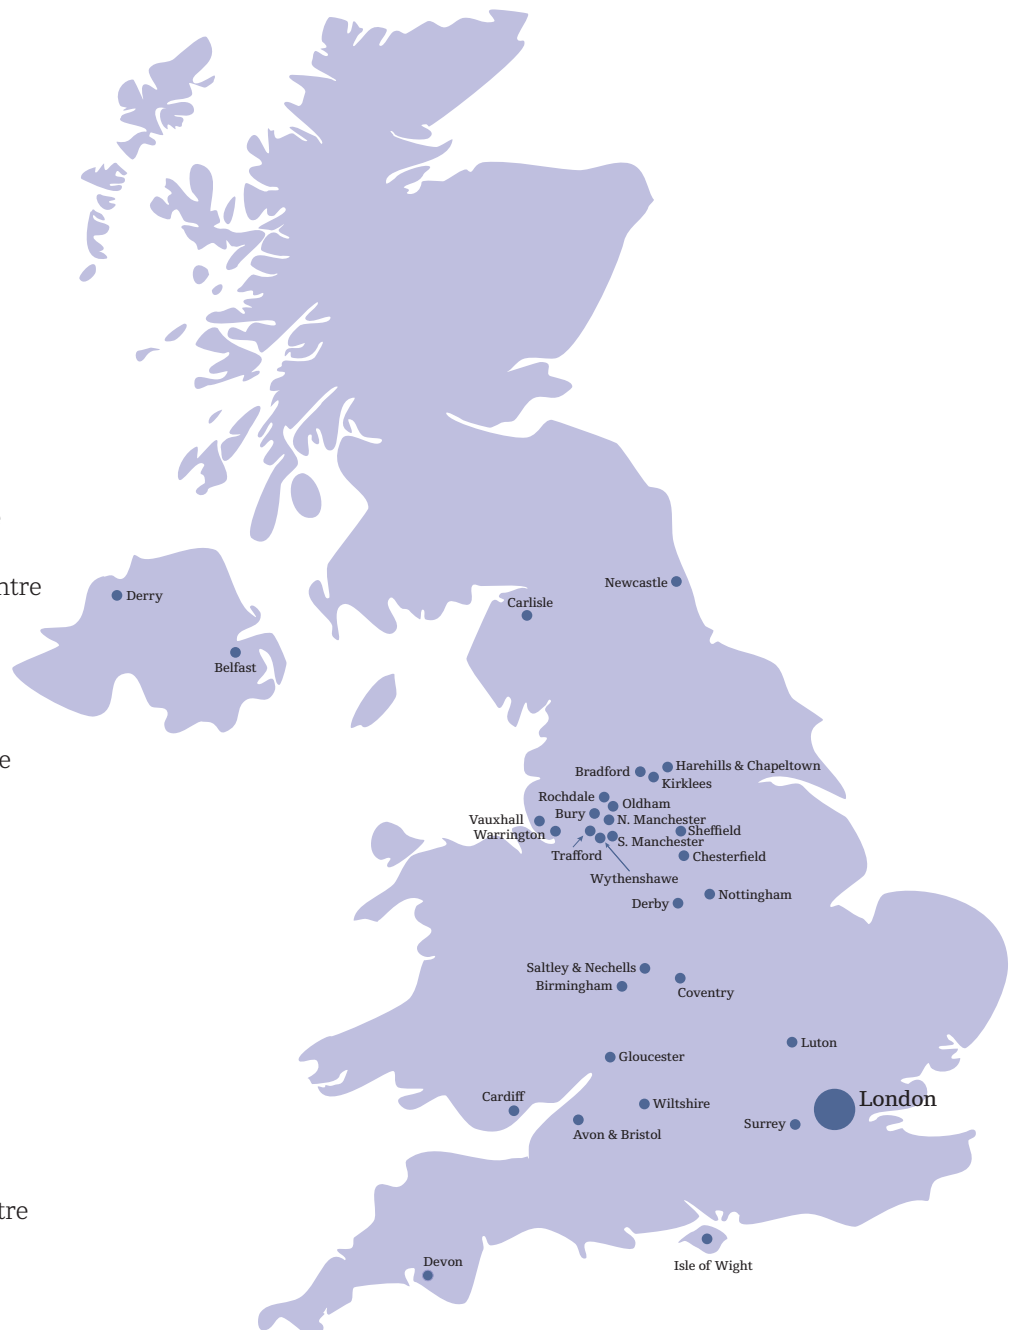 ntre
e
tre
Derry
Belfast
Newcastle
Carlisle
Bradford
Harehills & Chapeltown
Kirklees
Rochdale
Oldham
Bury
N. Manchester
Vauxhall
Warrington
Sheffield
S. Manchester
Trafford
Chesterfield
Wythenshawe
Nottingham
Derby
Saltley & Nechells
Birmingham
Coventry
Luton
Gloucester
Cardiff
Wiltshire
London
Surrey
Avon & Bristol
Devon
Isle of Wight